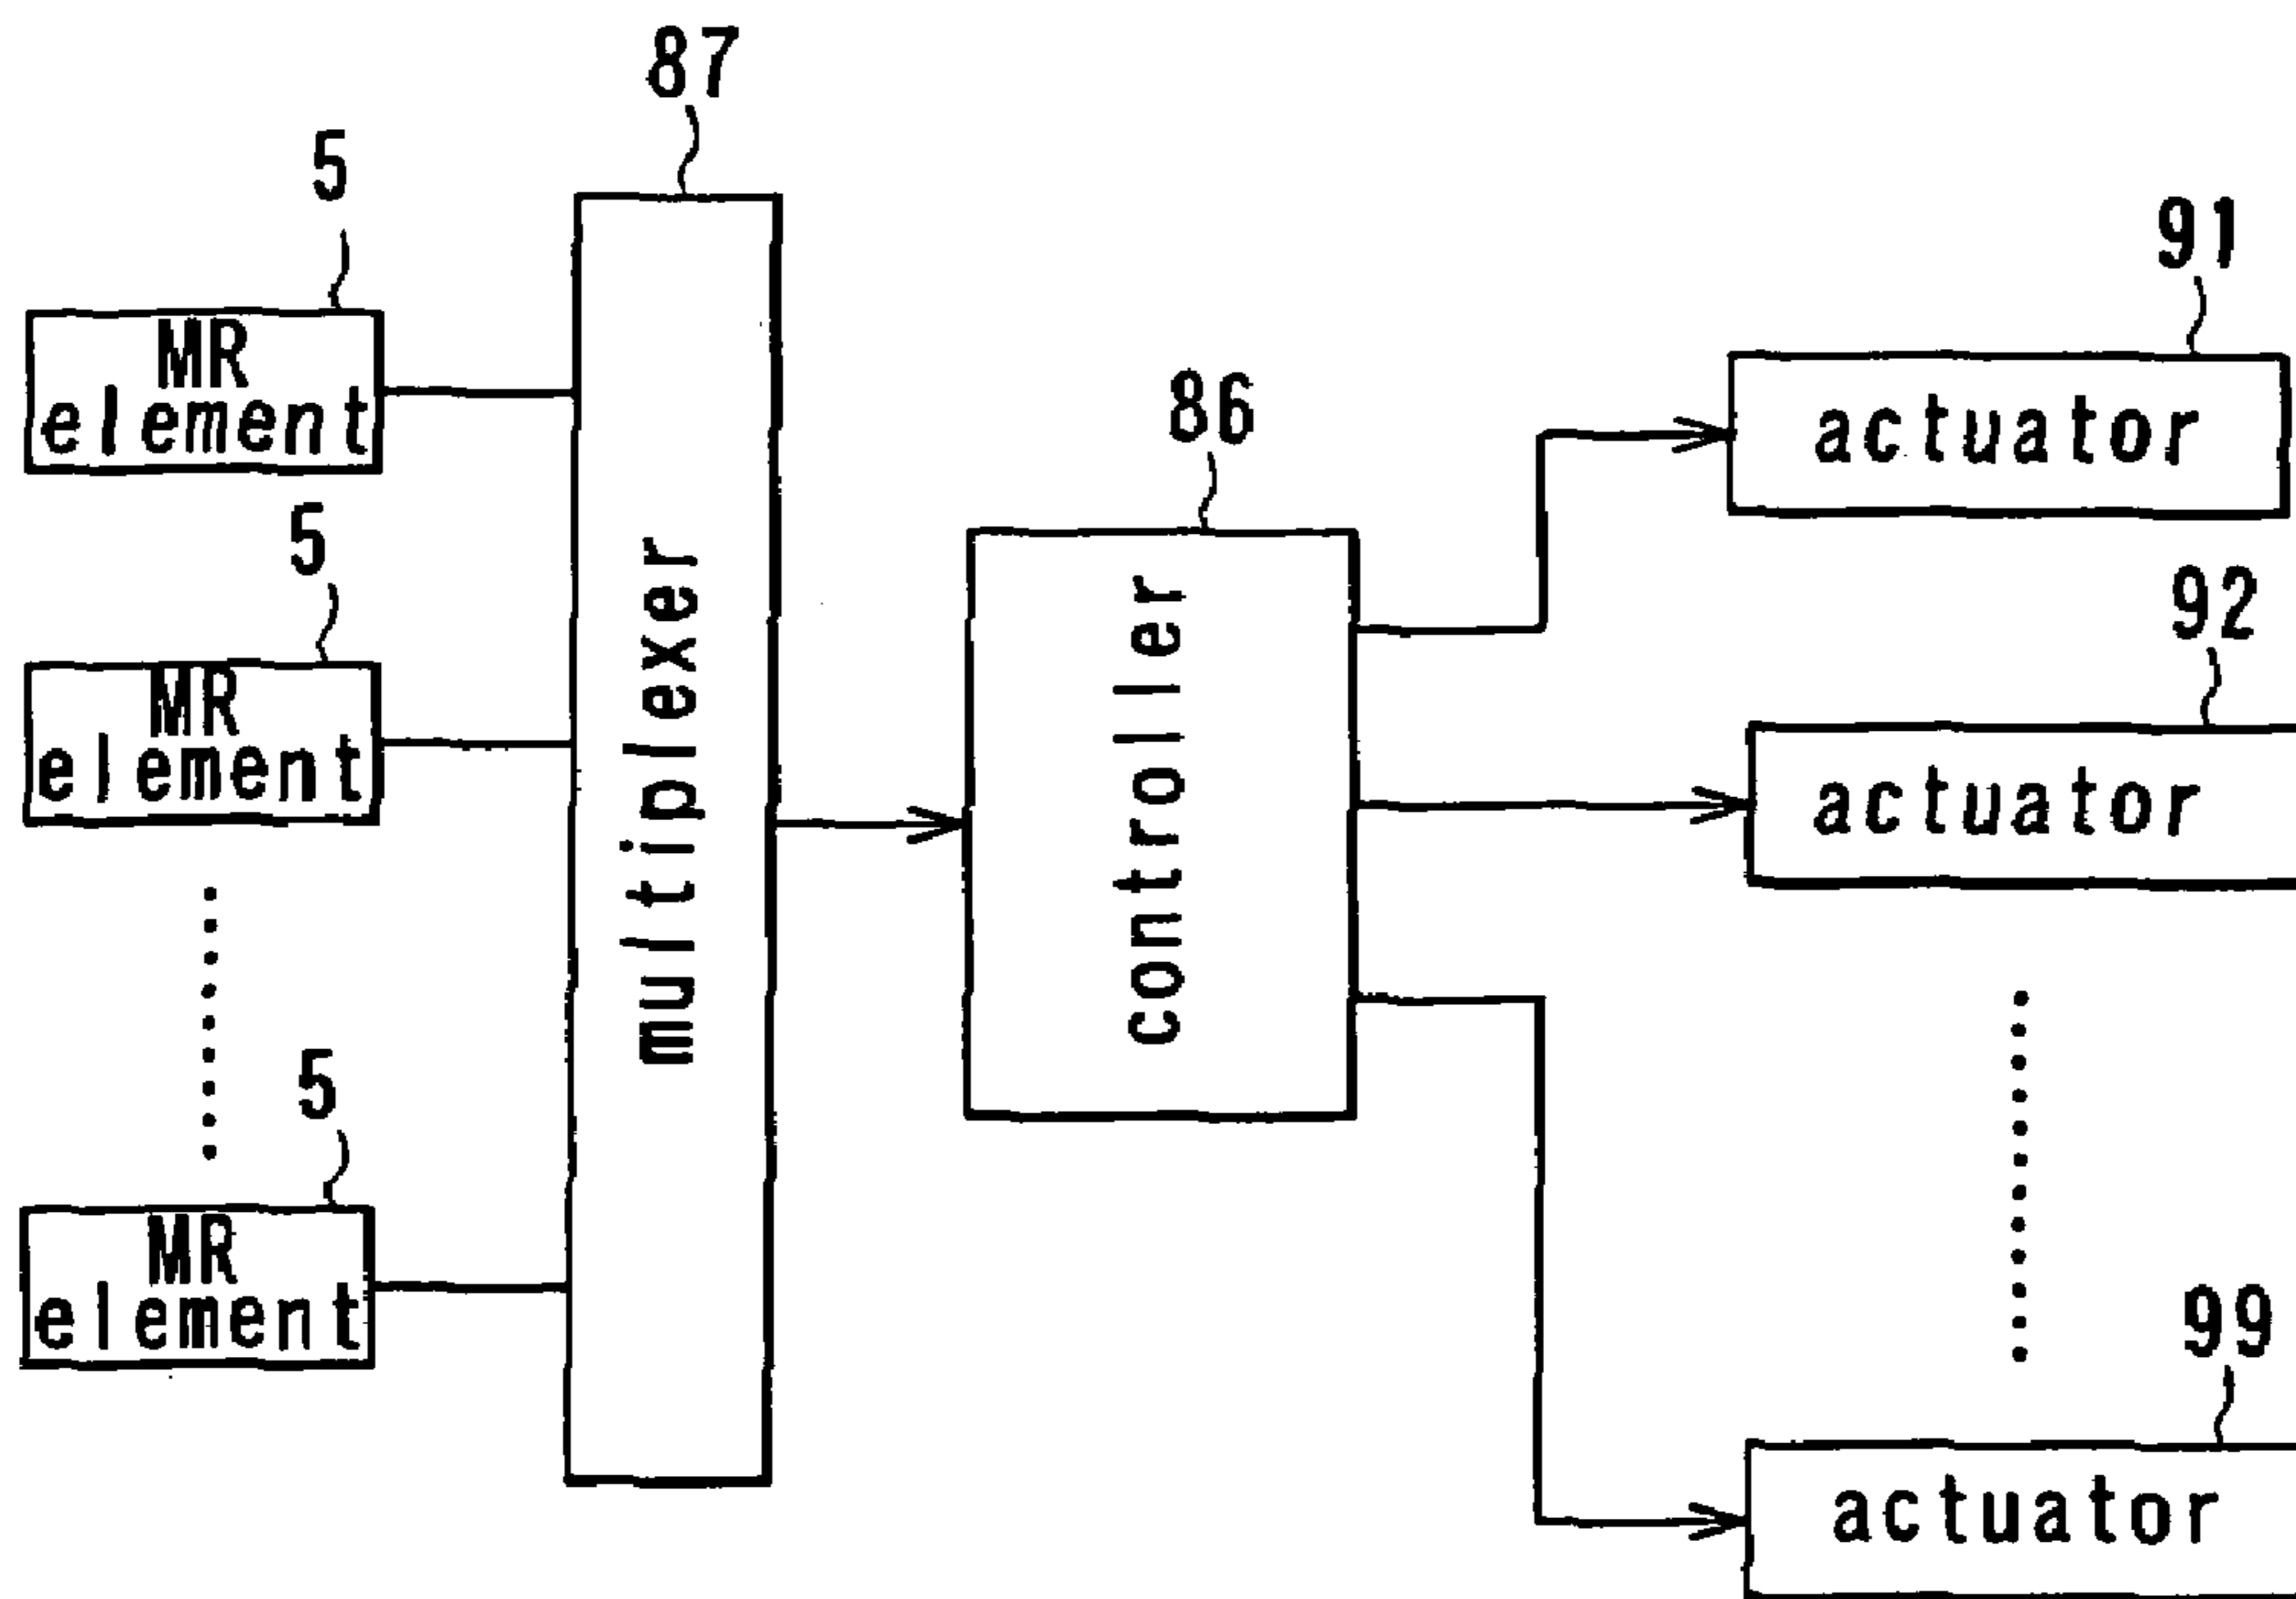 87
5
MR
element
5
MR
element
5
MR
element
multiplexer
86
controller
91
actuator
92
actuator
99
actuator